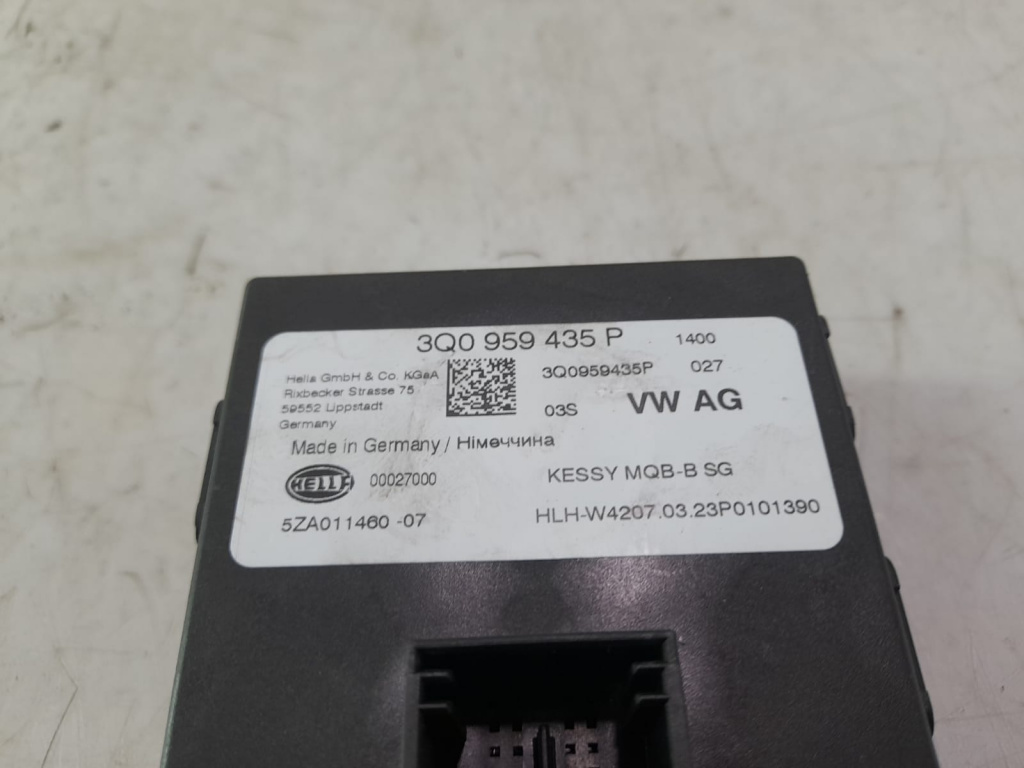 3Q0 959 435 P 1400
Hella GmbH & Co. KGaA 3Q0959435P 027
Rixbecker Strasse 75
59552 Lippstadt 03S VW AG
Germany
Made in Germany / Німеччина
HELLA 00027000 KESSY MQB-B SG
5ZA011460 -07 HLH-W4207.03.23P0101390